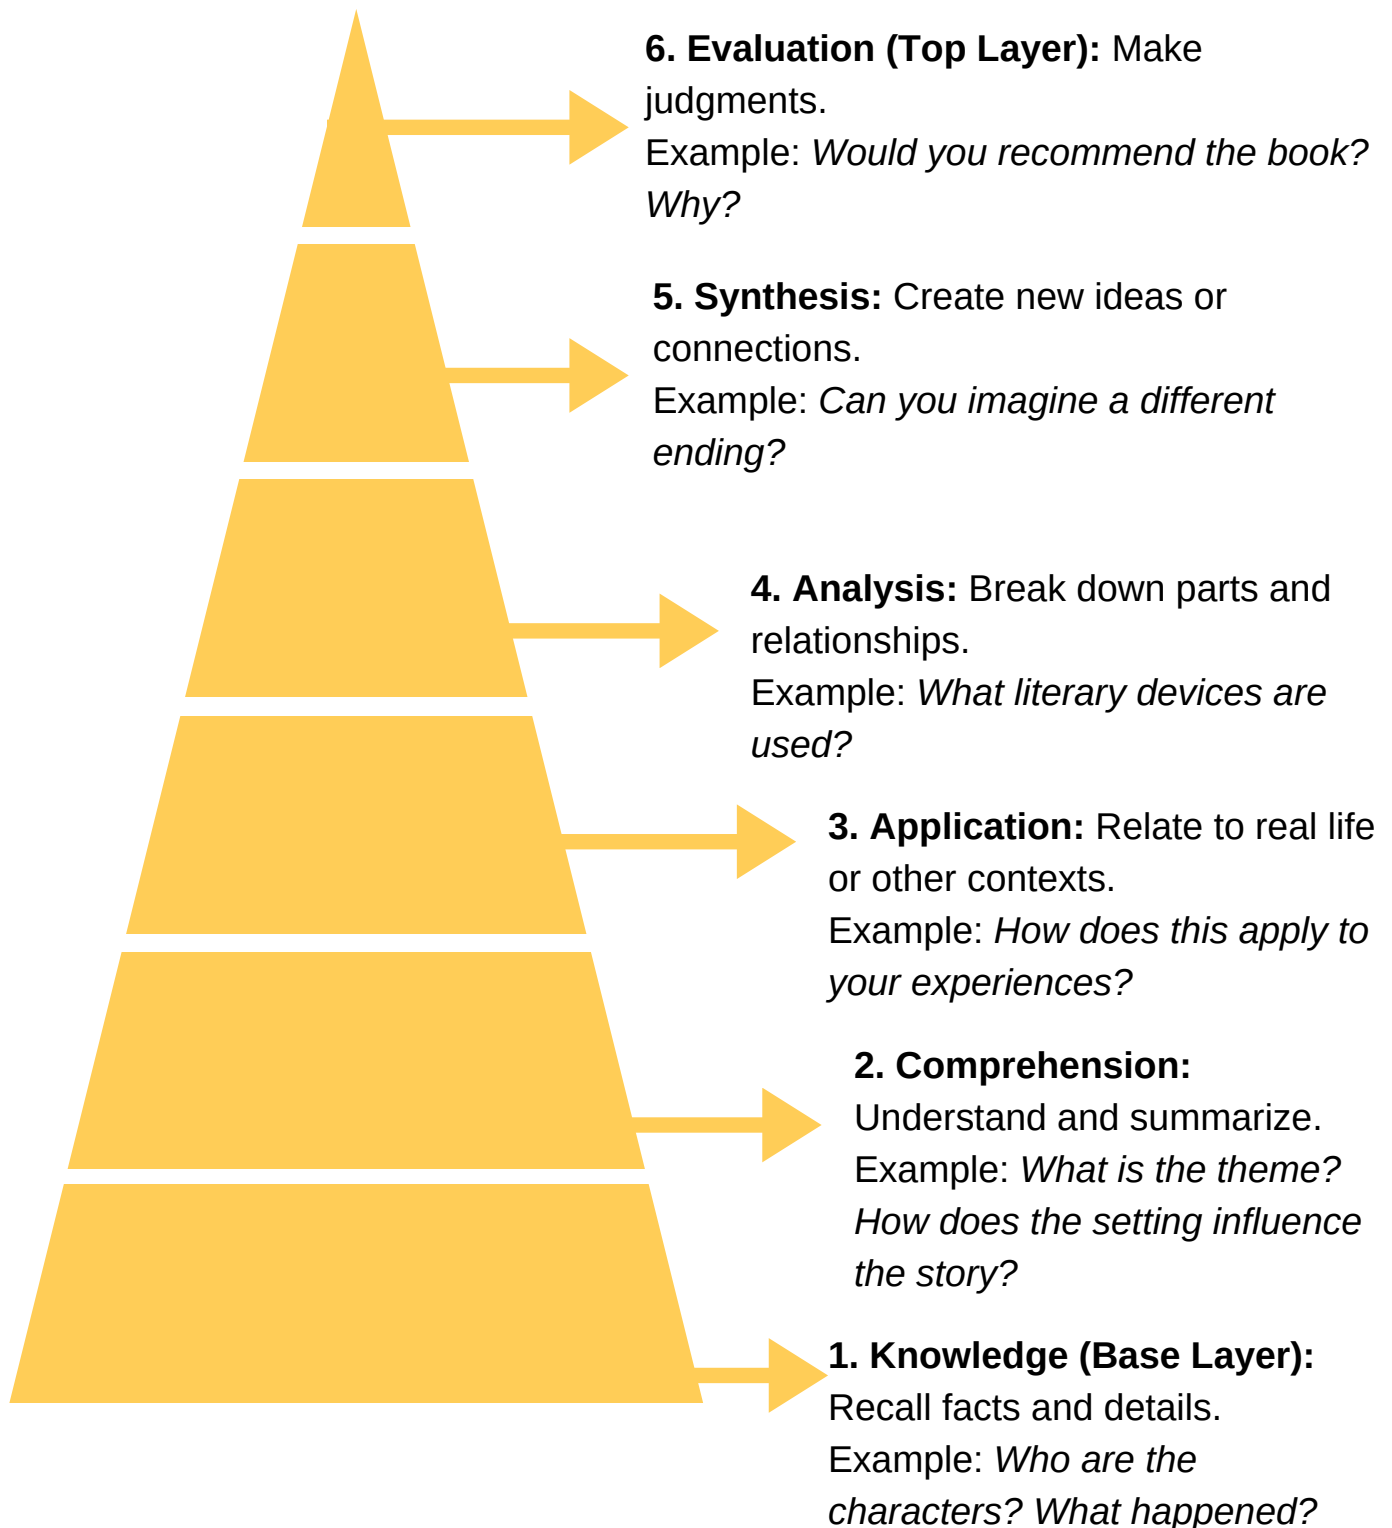 6. Evaluation (Top Layer): Make
judgments.
Example: Would you recommend the book?
Why?
5. Synthesis: Create new ideas or
connections.
Example: Can you imagine a different
ending?
4. Analysis: Break down parts and
relationships.
Example: What literary devices are
used?
3. Application: Relate to real life
or other contexts.
Example: How does this apply to
your experiences?
2. Comprehension:
Understand and summarize.
Example: What is the theme?
How does the setting influence
the story?
1. Knowledge (Base Layer):
Recall facts and details.
Example: Who are the
characters? What happened?